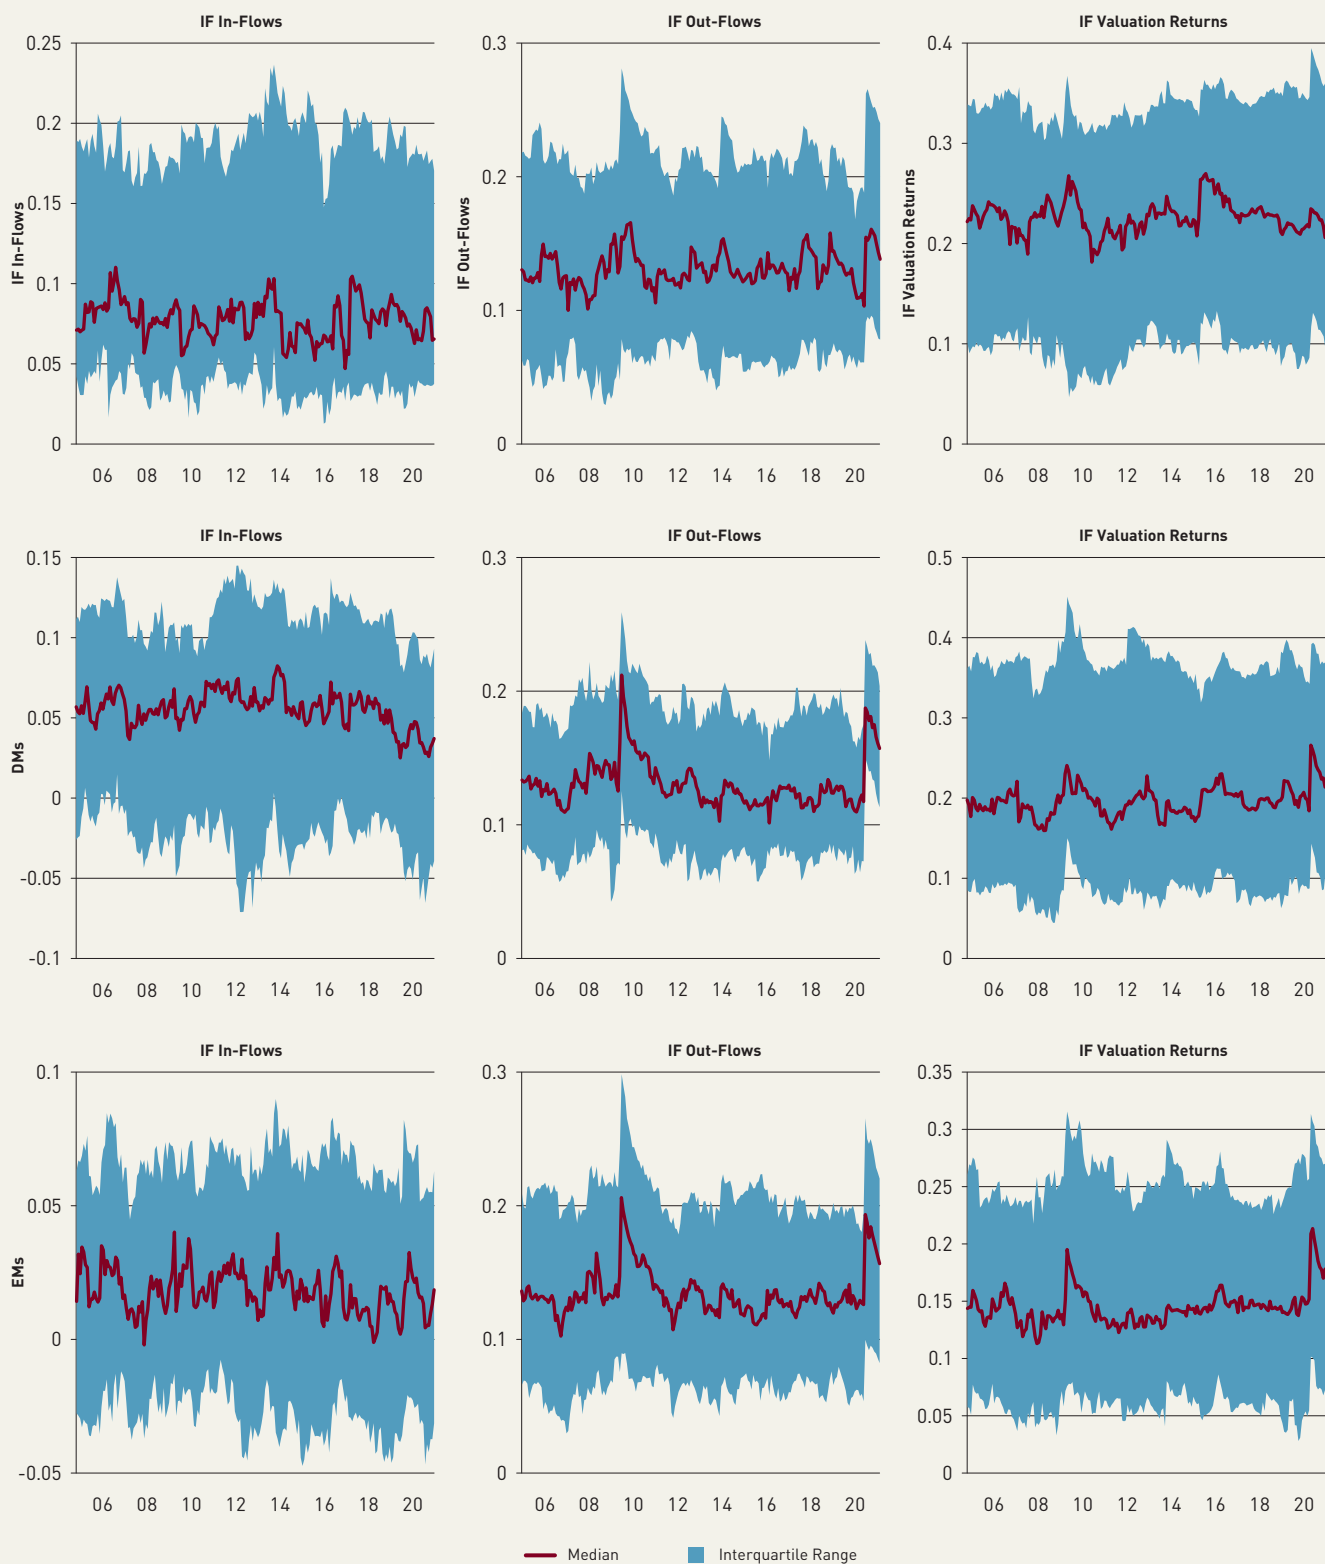 IF In-Flows
IF Out-Flows
IF Valuation Returns
IF In-Flows
0.25
0.2
0.15
0.1
0.05
0
06 08 10 12 14 16 18 20
IF Out-Flows
0.3
0.2
0.1
0
06 08 10 12 14 16 18 20
IF Valuation Returns
0.4
0.3
0.2
0.1
0
06 08 10 12 14 16 18 20
IF In-Flows
IF Out-Flows
IF Valuation Returns
DMs
0.15
0.1
0.05
0
-0.05
-0.1
06 08 10 12 14 16 18 20
0.3
0.2
0.1
0
06 08 10 12 14 16 18 20
0.5
0.4
0.3
0.2
0.1
0
06 08 10 12 14 16 18 20
IF In-Flows
IF Out-Flows
IF Valuation Returns
EMs
0.1
0.05
0
-0.05
06 08 10 12 14 16 18 20
0.3
0.2
0.1
0
06 08 10 12 14 16 18 20
0.35
0.3
0.25
0.2
0.15
0.1
0.05
0
06 08 10 12 14 16 18 20
Median
Interquartile Range